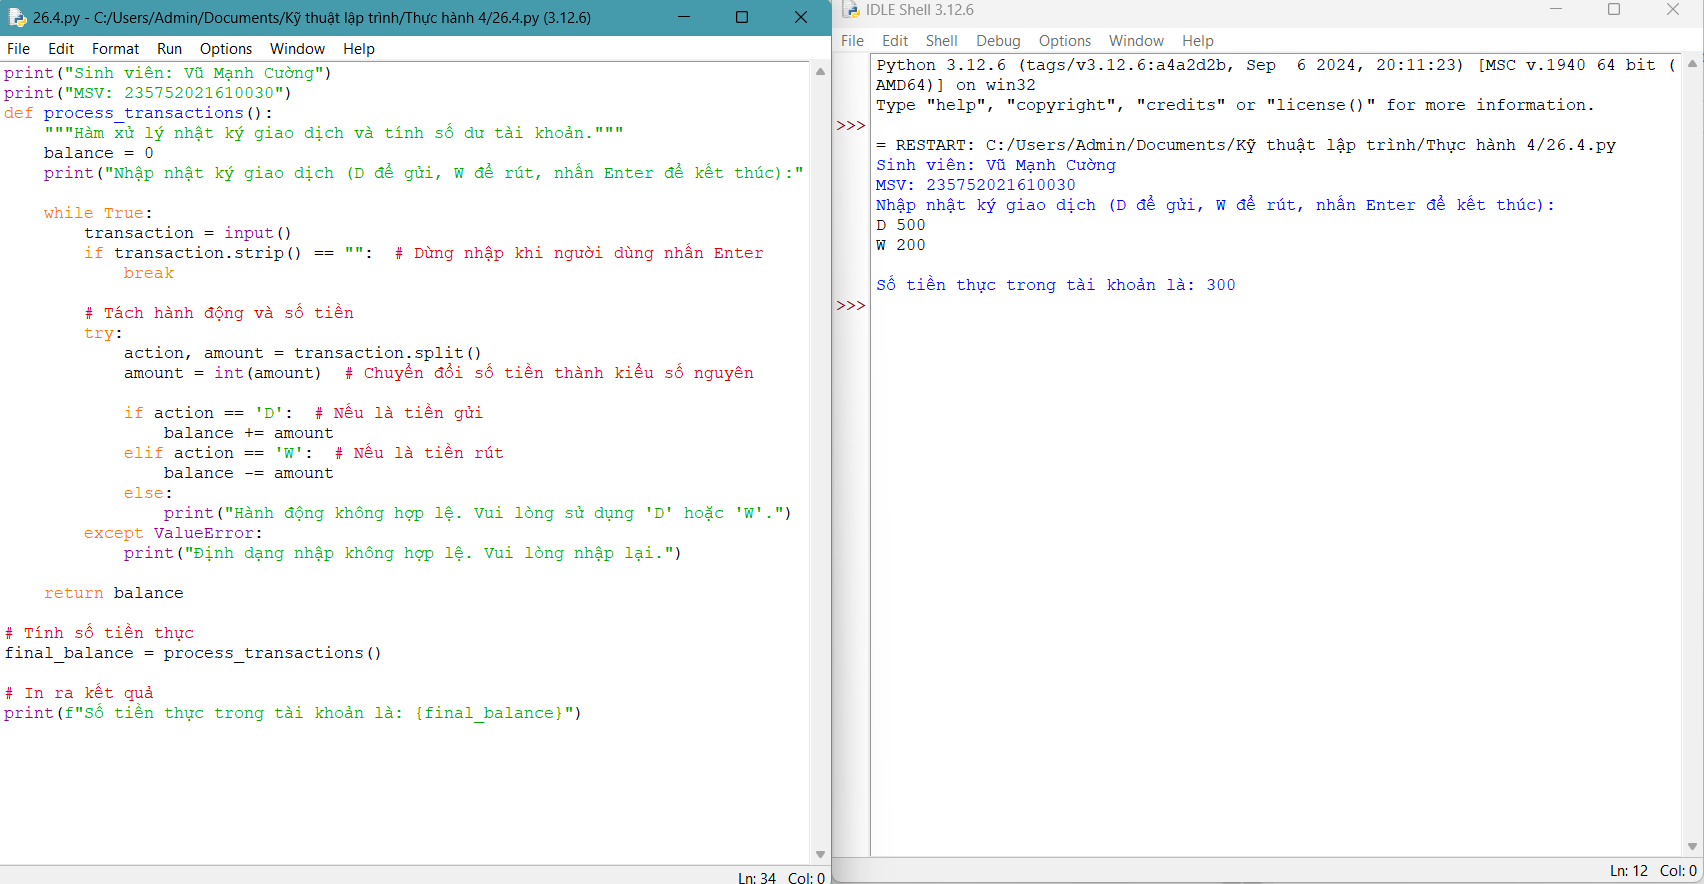 26.4.py - C:/Users/Admin/Documents/Kỹ thuật lập trình/Thực hành 4/26.4.py (3.12.6)
File Edit Format Run Options Window Help
print("Sinh viên: Vũ Mạnh Cường")
print("MSV: 235752021610030")
def process_transactions():
    """Hàm xử lý nhật ký giao dịch và tính số dư tài khoản."""
    balance = 0
    print("Nhập nhật ký giao dịch (D để gửi, W để rút, nhấn Enter để kết thúc):"
    while True:
        transaction = input()
        if transaction.strip() == "":  # Dừng nhập khi người dùng nhấn Enter
            break
        # Tách hành động và số tiền
        try:
            action, amount = transaction.split()
            amount = int(amount)  # Chuyển đổi số tiền thành kiểu số nguyên
            if action == 'D':  # Nếu là tiền gửi
                balance += amount
            elif action == 'W':  # Nếu là tiền rút
                balance -= amount
            else:
                print("Hành động không hợp lệ. Vui lòng sử dụng 'D' hoặc 'W'.")
        except ValueError:
            print("Định dạng nhập không hợp lệ. Vui lòng nhập lại.")
    return balance
# Tính số tiền thực
final_balance = process_transactions()
# In ra kết quả
print(f"Số tiền thực trong tài khoản là: {final_balance}")
Ln: 34 Col: 0
IDLE Shell 3.12.6
File Edit Shell Debug Options Window Help
Python 3.12.6 (tags/v3.12.6:a4a2d2b, Sep  6 2024, 20:11:23) [MSC v.1940 64 bit (
AMD64)] on win32
Type "help", "copyright", "credits" or "license()" for more information.
>>>
= RESTART: C:/Users/Admin/Documents/Kỹ thuật lập trình/Thực hành 4/26.4.py
Sinh viên: Vũ Mạnh Cường
MSV: 235752021610030
Nhập nhật ký giao dịch (D để gửi, W để rút, nhấn Enter để kết thúc):
D 500
W 200
Số tiền thực trong tài khoản là: 300
>>>
Ln: 12 Col: 0